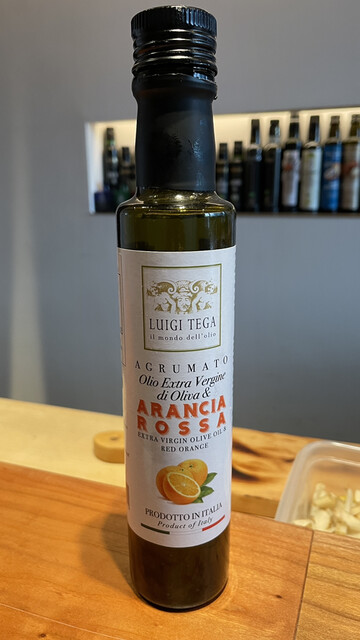 LUIGI TEGA
il mondo dell'olio
AGRUMATO
Olio Extra Vergine
di Oliva &
ARANCIA
ROSSA
EXTRA VIRGIN OLIVE OIL &
RED ORANGE
PRODOTTO IN ITALIA
Product of Italy